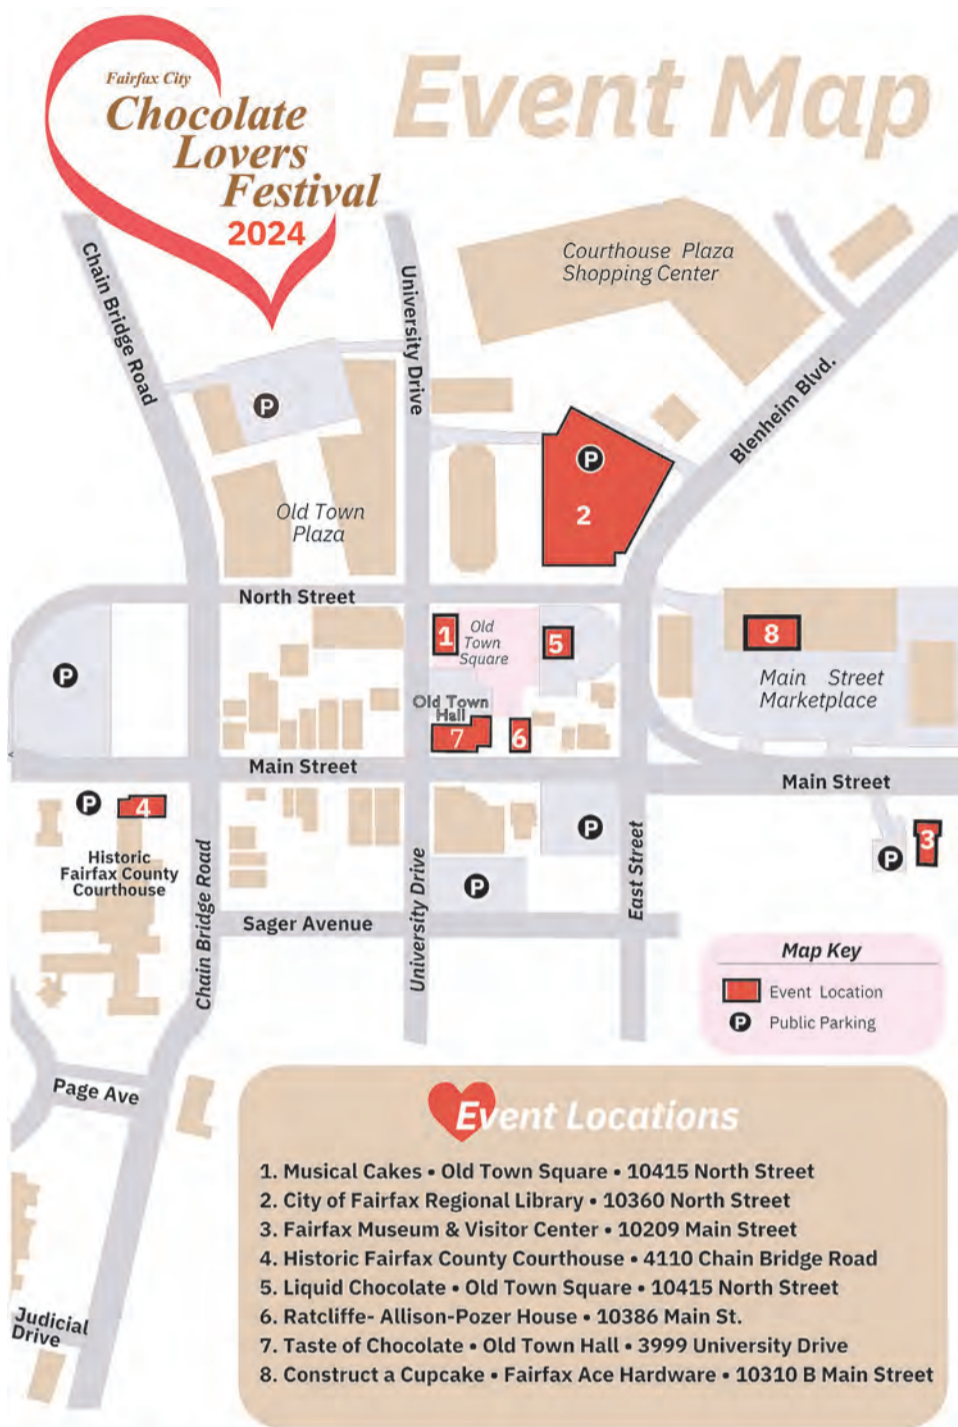 Fairfax City
Chocolate
Lovers
Festival
2024
Event Map
Chain Bridge Road
University Drive
Courthouse Plaza
Shopping Center
Blenheim Blvd.
P
P
2
Old Town
Plaza
North Street
1
Old
Town
Square
5
8
P
Main Street
Marketplace
Old Town
Hall
7
6
Main Street
Main Street
P
4
P
3
P
Historic
Fairfax County
Courthouse
Chain Bridge Road
University Drive
East Street
P
Sager Avenue
Map Key
Event Location
P
Public Parking
Page Ave
Judicial
Drive
Event Locations
1. Musical Cakes • Old Town Square • 10415 North Street
2. City of Fairfax Regional Library • 10360 North Street
3. Fairfax Museum & Visitor Center • 10209 Main Street
4. Historic Fairfax County Courthouse • 4110 Chain Bridge Road
5. Liquid Chocolate • Old Town Square • 10415 North Street
6. Ratcliffe- Allison-Pozer House • 10386 Main St.
7. Taste of Chocolate • Old Town Hall • 3999 University Drive
8. Construct a Cupcake • Fairfax Ace Hardware • 10310 B Main Street